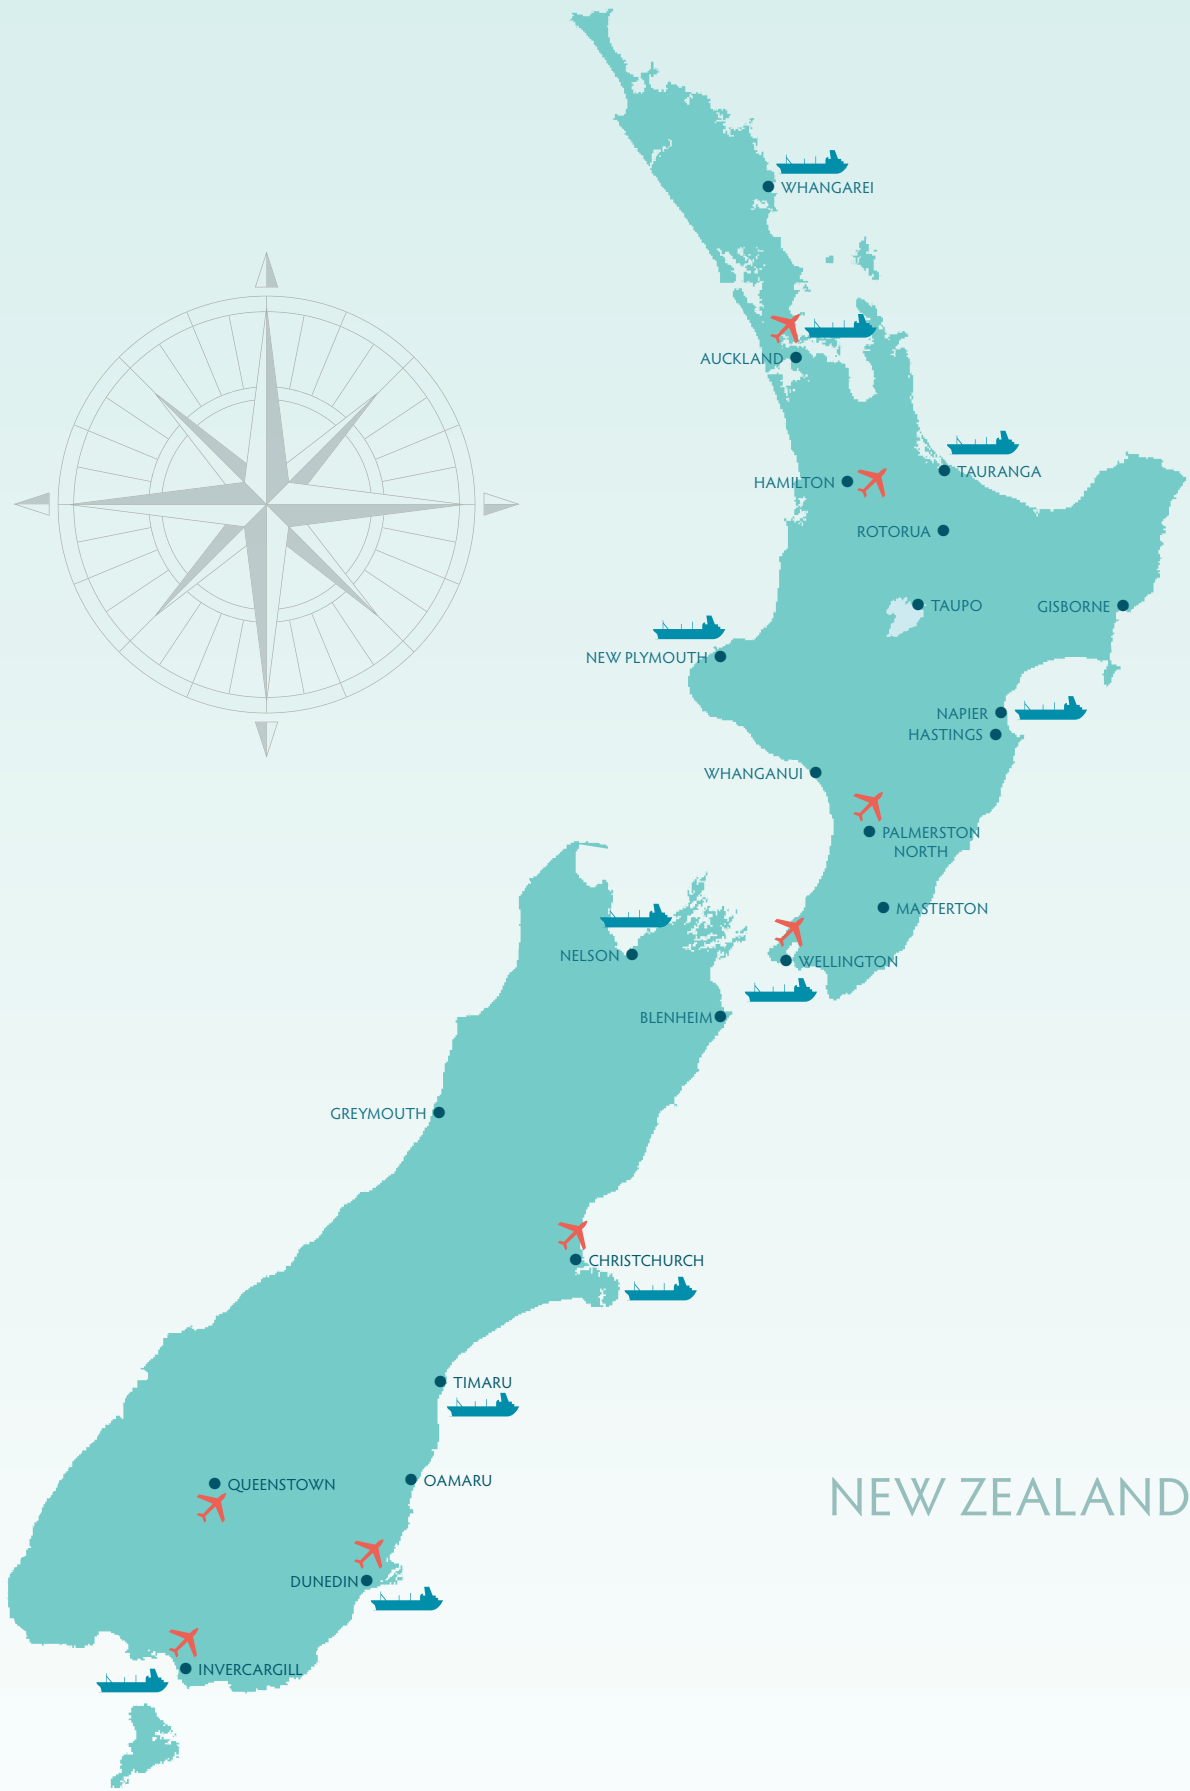 WHANGAREI
AUCKLAND
TAURANGA
HAMILTON
ROTORUA
TAUPO
GISBORNE
NEW PLYMOUTH
NAPIER
HASTINGS
WHANGANUI
PALMERSTON
NORTH
MASTERTON
NELSON
WELLINGTON
BLENHEIM
GREYMOUTH
CHRISTCHURCH
TIMARU
QUEENSTOWN
OAMARU
NEW ZEALAND
DUNEDIN
INVERCARGILL